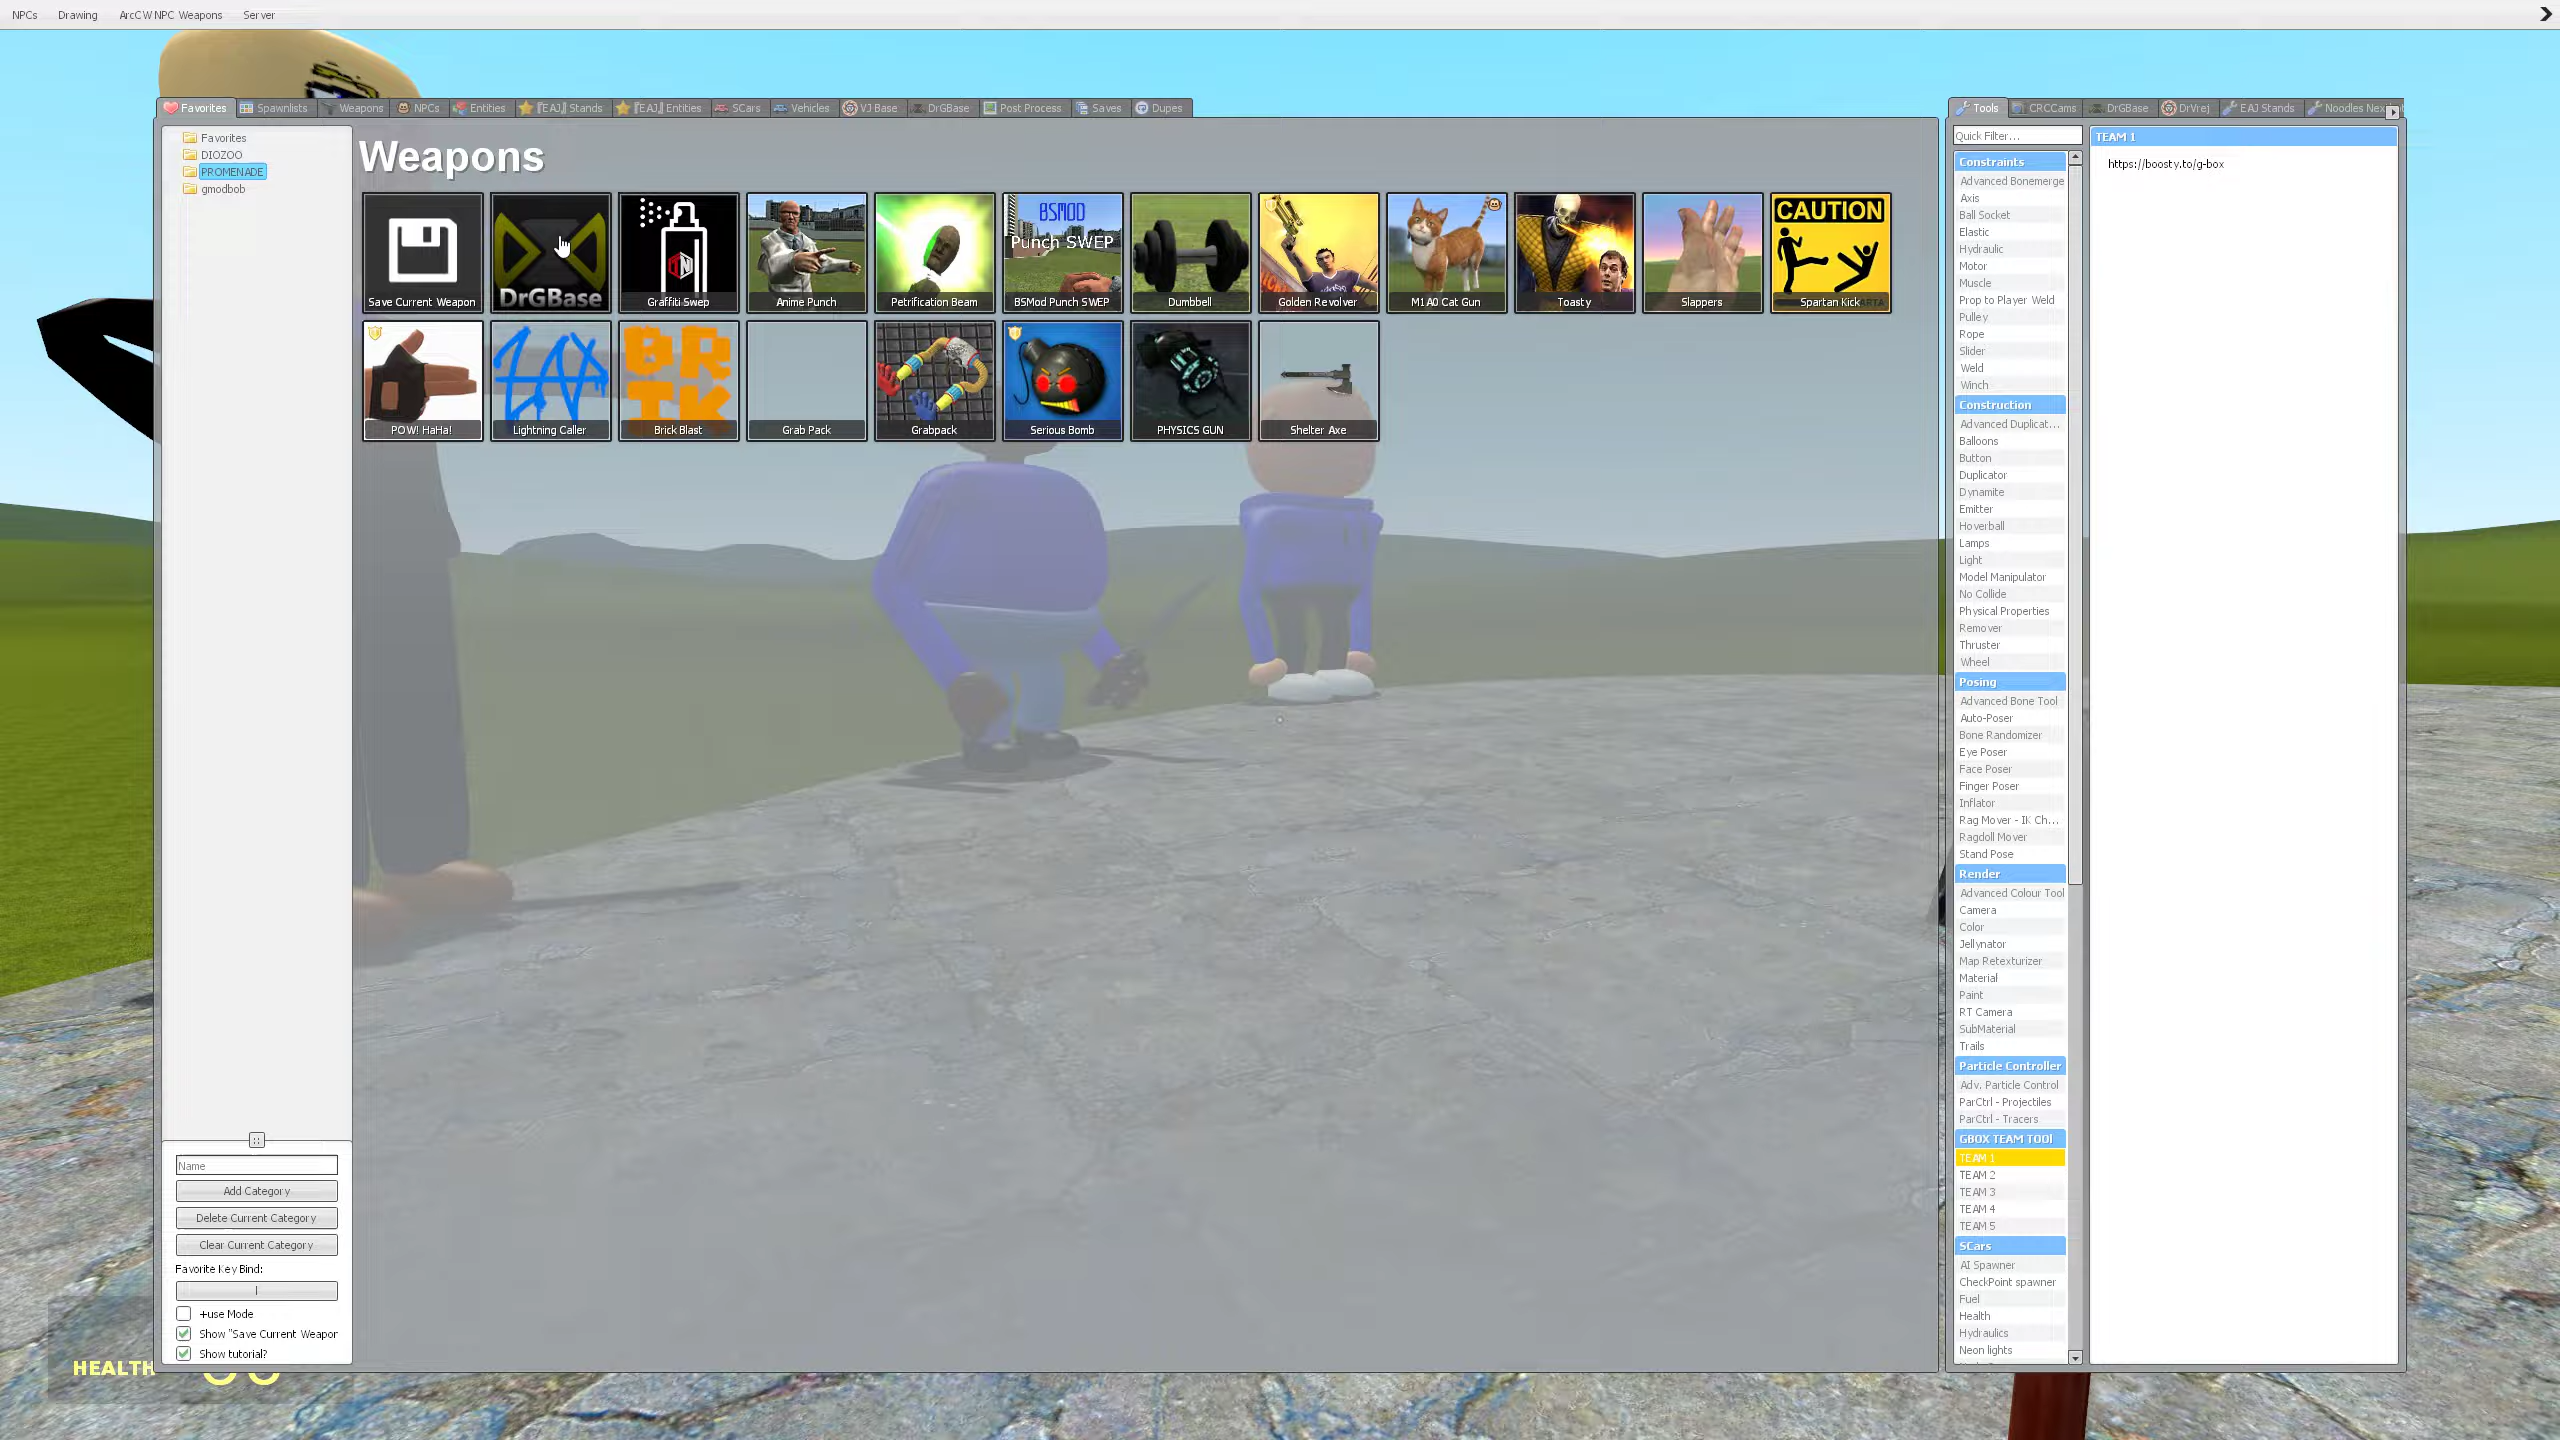 NPCs Drawing ArcCW NPC Weapons Server
Favorites Spawnlists Weapons NPCs Entities 『EAJ』 Stands 『EAJ』 Entities SCars Vehicles VJ Base DrGBase Post Process Saves Dupes
Favorites
DIOZOO
PROMENADE
gmodbob
Weapons
Save Current Weapon
DrGBase
Graffiti Swep
Anime Punch
Petrification Beam
BSMOD
Punch SWEP
BSMod Punch SWEP
Dumbbell
Golden Revolver
M1A0 Cat Gun
Toasty
Slappers
CAUTION
Spartan Kick
POW! HaHa!
Lightning Caller
BRIK
Brick Blast
Grab Pack
Grabpack
Serious Bomb
PHYSICS GUN
Shelter Axe
Name
Add Category
Delete Current Category
Clear Current Category
Favorite Key Bind:
+use Mode
Show "Save Current Weapor
Show tutorial?
HEALTH
Tools CRCCams DrGBase DrVrej EAJ Stands Noodles Nex
Quick Filter...
Constraints
Advanced Bonemerge
Axis
Ball Socket
Elastic
Hydraulic
Motor
Muscle
Prop to Player Weld
Pulley
Rope
Slider
Weld
Winch
Construction
Advanced Duplicat...
Balloons
Button
Duplicator
Dynamite
Emitter
Hoverball
Lamps
Light
Model Manipulator
No Collide
Physical Properties
Remover
Thruster
Wheel
Posing
Advanced Bone Tool
Auto-Poser
Bone Randomizer
Eye Poser
Face Poser
Finger Poser
Inflator
Rag Mover - IK Ch...
Ragdoll Mover
Stand Pose
Render
Advanced Colour Tool
Camera
Color
Jellynator
Map Retexturizer
Material
Paint
RT Camera
SubMaterial
Trails
Particle Controller
Adv. Particle Control
ParCtrl - Projectiles
ParCtrl - Tracers
GBOX TEAM TOOl
TEAM 1
TEAM 2
TEAM 3
TEAM 4
TEAM 5
SCars
AI Spawner
CheckPoint spawner
Fuel
Health
Hydraulics
Neon lights
TEAM 1
https://boosty.to/g-box